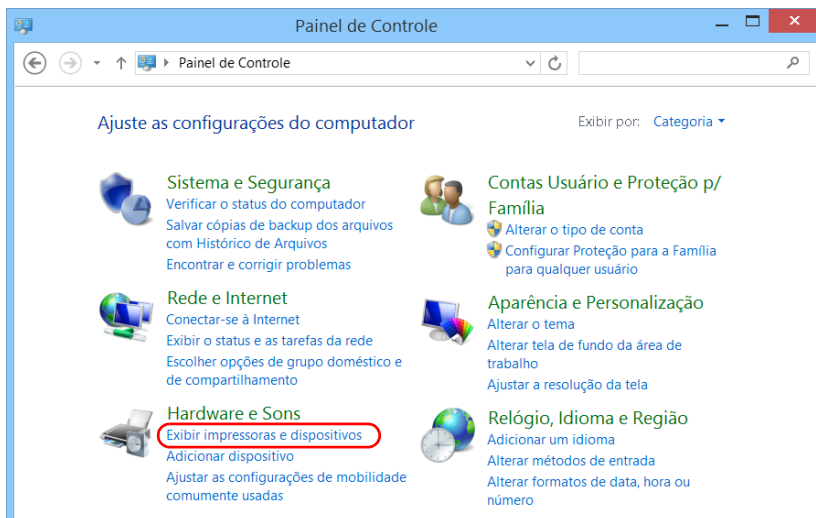 Painel de Controle
Painel de Controle
Ajuste as configurações do computador
Exibir por: Categoria
Sistema e Segurança
Verificar o status do computador
Salvar cópias de backup dos arquivos
com Histórico de Arquivos
Encontrar e corrigir problemas
Rede e Internet
Conectar-se à Internet
Exibir o status e as tarefas da rede
Escolher opções de grupo doméstico e
de compartilhamento
Hardware e Sons
Exibir impressoras e dispositivos
Adicionar dispositivo
Ajustar as configurações de mobilidade
comumente usadas
Contas Usuário e Proteção p/
Família
Alterar o tipo de conta
Configurar Proteção para a Família
para qualquer usuário
Aparência e Personalização
Alterar o tema
Alterar tela de fundo da área de
trabalho
Ajustar a resolução da tela
Relógio, Idioma e Região
Adicionar um idioma
Alterar métodos de entrada
Alterar formatos de data, hora ou
número